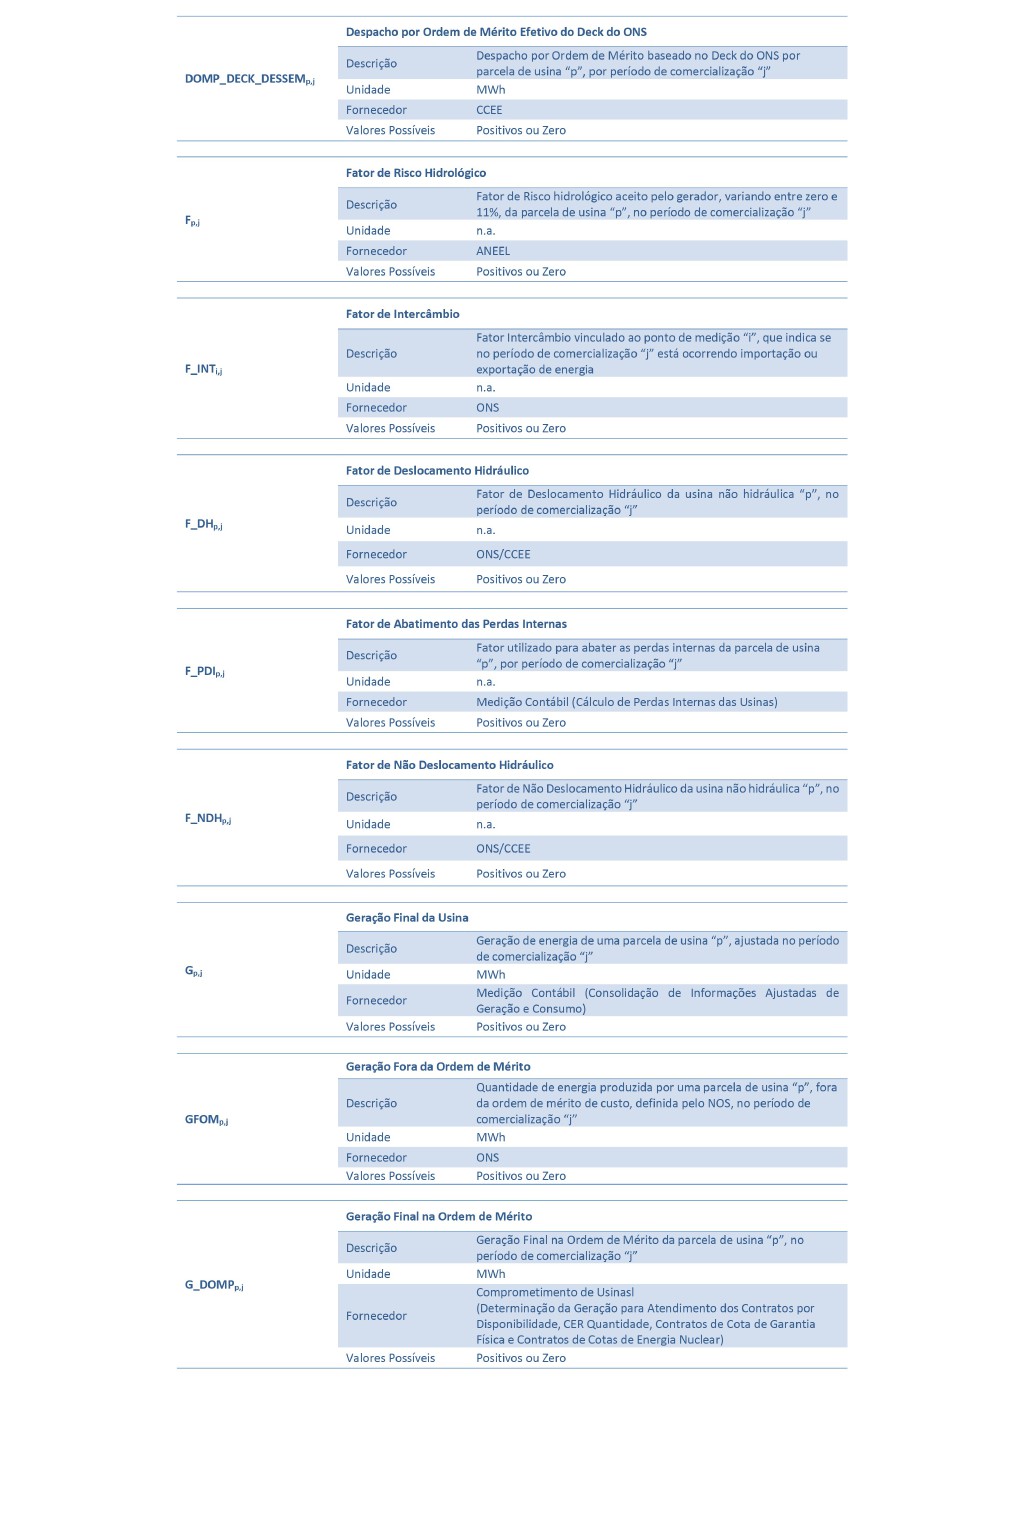 Despacho por Ordem de Mérito Efetivo do Deck do ONS
DOMP_DECK_DESSEMp,j
Descrição
Despacho por Ordem de Mérito baseado no Deck do ONS por
parcela de usina “p”, por período de comercialização “j”
Unidade MWh
Fornecedor CCEE
Valores Possíveis Positivos ou Zero
Fator de Risco Hidrológico
Fp,j
Descrição
Fator de Risco hidrológico aceito pelo gerador, variando entre zero e
11%, da parcela de usina “p”, no período de comercialização “j”
Unidade n.a.
Fornecedor ANEEL
Valores Possíveis Positivos ou Zero
Fator de Intercâmbio
F_INTi,j
Descrição
Fator Intercâmbio vinculado ao ponto de medição “i”, que indica se
no período de comercialização “j” está ocorrendo importação ou
exportação de energia
Unidade n.a.
Fornecedor ONS
Valores Possíveis Positivos ou Zero
Fator de Deslocamento Hidráulico
F_DHp,j
Descrição
Fator de Deslocamento Hidráulico da usina não hidráulica “p”, no
período de comercialização “j”
Unidade n.a.
Fornecedor ONS/CCEE
Valores Possíveis Positivos ou Zero
Fator de Abatimento das Perdas Internas
F_PDIp,j
Descrição
Fator utilizado para abater as perdas internas da parcela de usina
“p”, por período de comercialização “j”
Unidade n.a.
Fornecedor Medição Contábil (Cálculo de Perdas Internas das Usinas)
Valores Possíveis Positivos ou Zero
Fator de Não Deslocamento Hidráulico
F_NDHp,j
Descrição
Fator de Não Deslocamento Hidráulico da usina não hidráulica “p”, no
período de comercialização “j”
Unidade n.a.
Fornecedor ONS/CCEE
Valores Possíveis Positivos ou Zero
Geração Final da Usina
Gp,j
Descrição
Geração de energia de uma parcela de usina “p”, ajustada no período
de comercialização “j”
Unidade MWh
Fornecedor
Medição Contábil (Consolidação de Informações Ajustadas de
Geração e Consumo)
Valores Possíveis Positivos ou Zero
Geração Fora da Ordem de Mérito
GFOMp,j
Descrição
Quantidade de energia produzida por uma parcela de usina “p”, fora
da ordem de mérito de custo, definida pelo NOS, no período de
comercialização “j”
Unidade MWh
Fornecedor ONS
Valores Possíveis Positivos ou Zero
Geração Final na Ordem de Mérito
G_DOMPp,j
Descrição
Geração Final na Ordem de Mérito da parcela de usina “p”, no
período de comercialização “j”
Unidade MWh
Fornecedor
Comprometimento de Usinasl
(Determinação da Geração para Atendimento dos Contratos por
Disponibilidade, CER Quantidade, Contratos de Cota de Garantia
Física e Contratos de Cotas de Energia Nuclear)
Valores Possíveis Positivos ou Zero